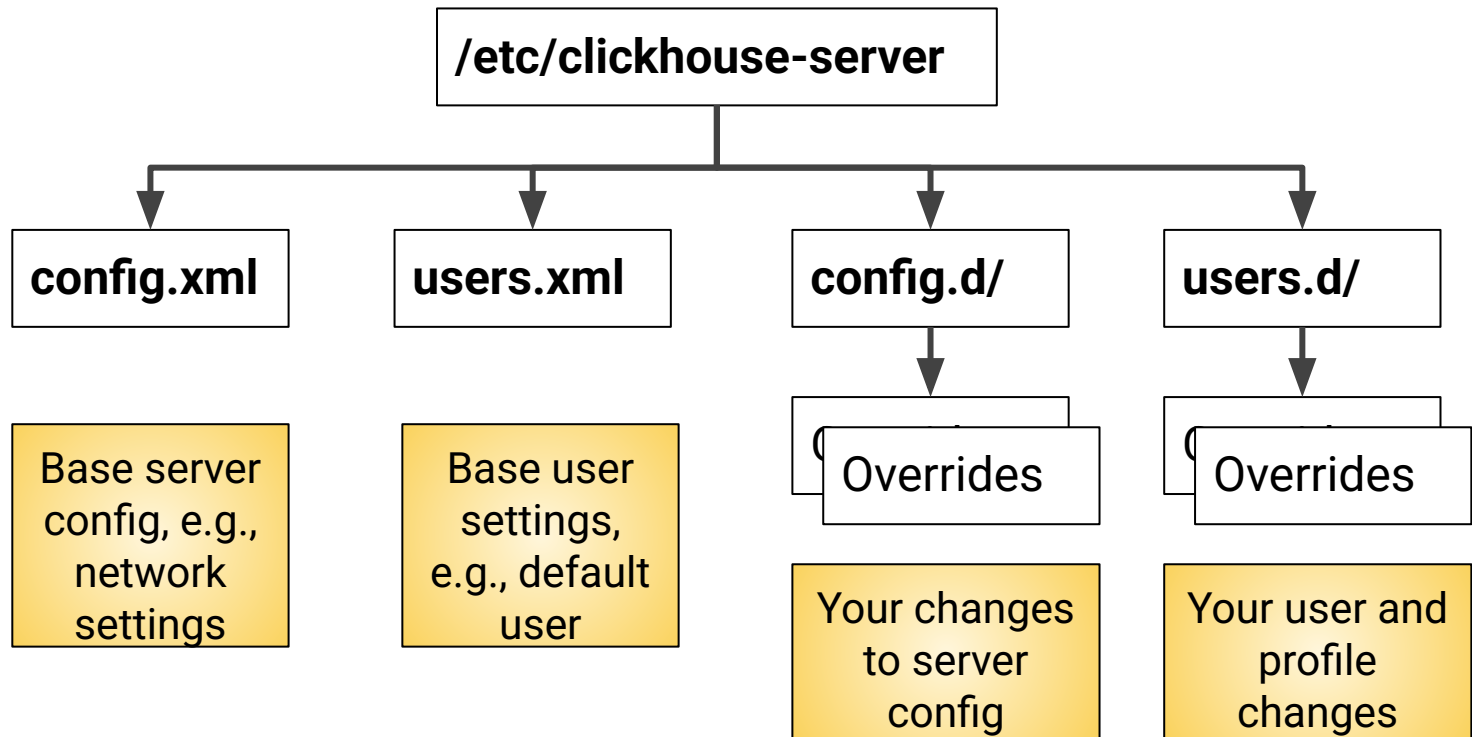 /etc/clickhouse-server
config.xml
users.xml
config.d/
users.d/
Overrides
Overrides
Base server
config, e.g.,
network
settings
Base user
settings,
e.g., default
user
Your changes
to server
config
Your user and
profile
changes